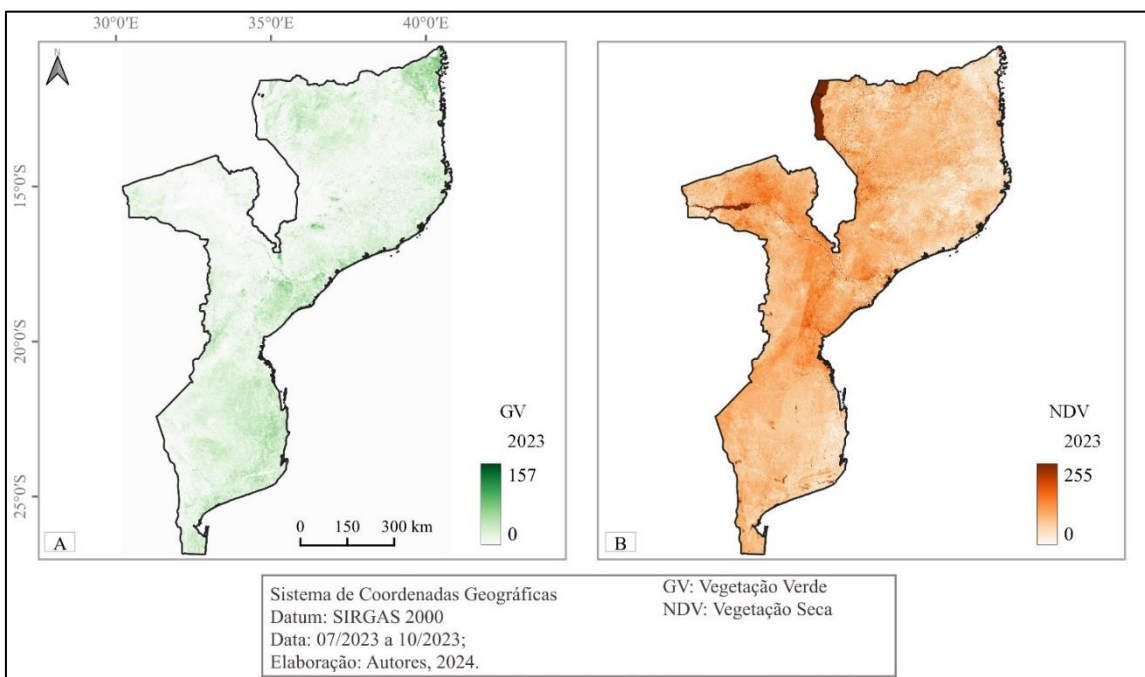 30°0′E 35°0′E 40°0′E
N
15°0′S
20°0′S
25°0′S
GV
2023
157
0
0 150 300 km
A
NDV
2023
255
0
B
Sistema de Coordenadas Geográficas
Datum: SIRGAS 2000
Data: 07/2023 a 10/2023;
Elaboração: Autores, 2024.
GV: Vegetação Verde
NDV: Vegetação Seca